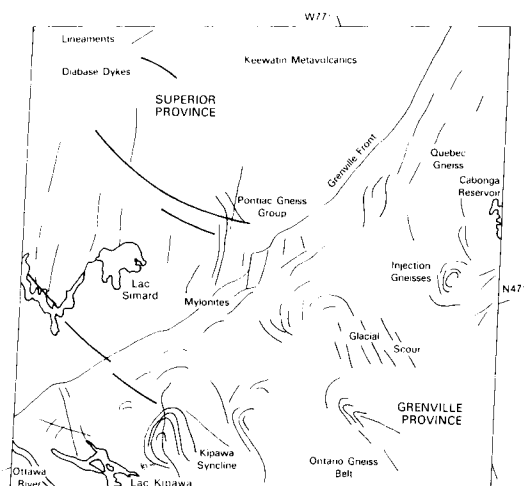 W77°
Lineaments
Keewatin Metavolcanics
Diabase Dykes
SUPERIOR
PROVINCE
Grenville Front
Quebec
Gneiss
Cabonga
Reservoir
Pontiac Gneiss
Group
Injection
Gneisses
Lac
Simard
N47°
Mylonites
Glacial
Scour
GRENVILLE
PROVINCE
Kipawa
Syncline
Ontario Gneiss
Belt
Ottawa
River
Lac Kipawa